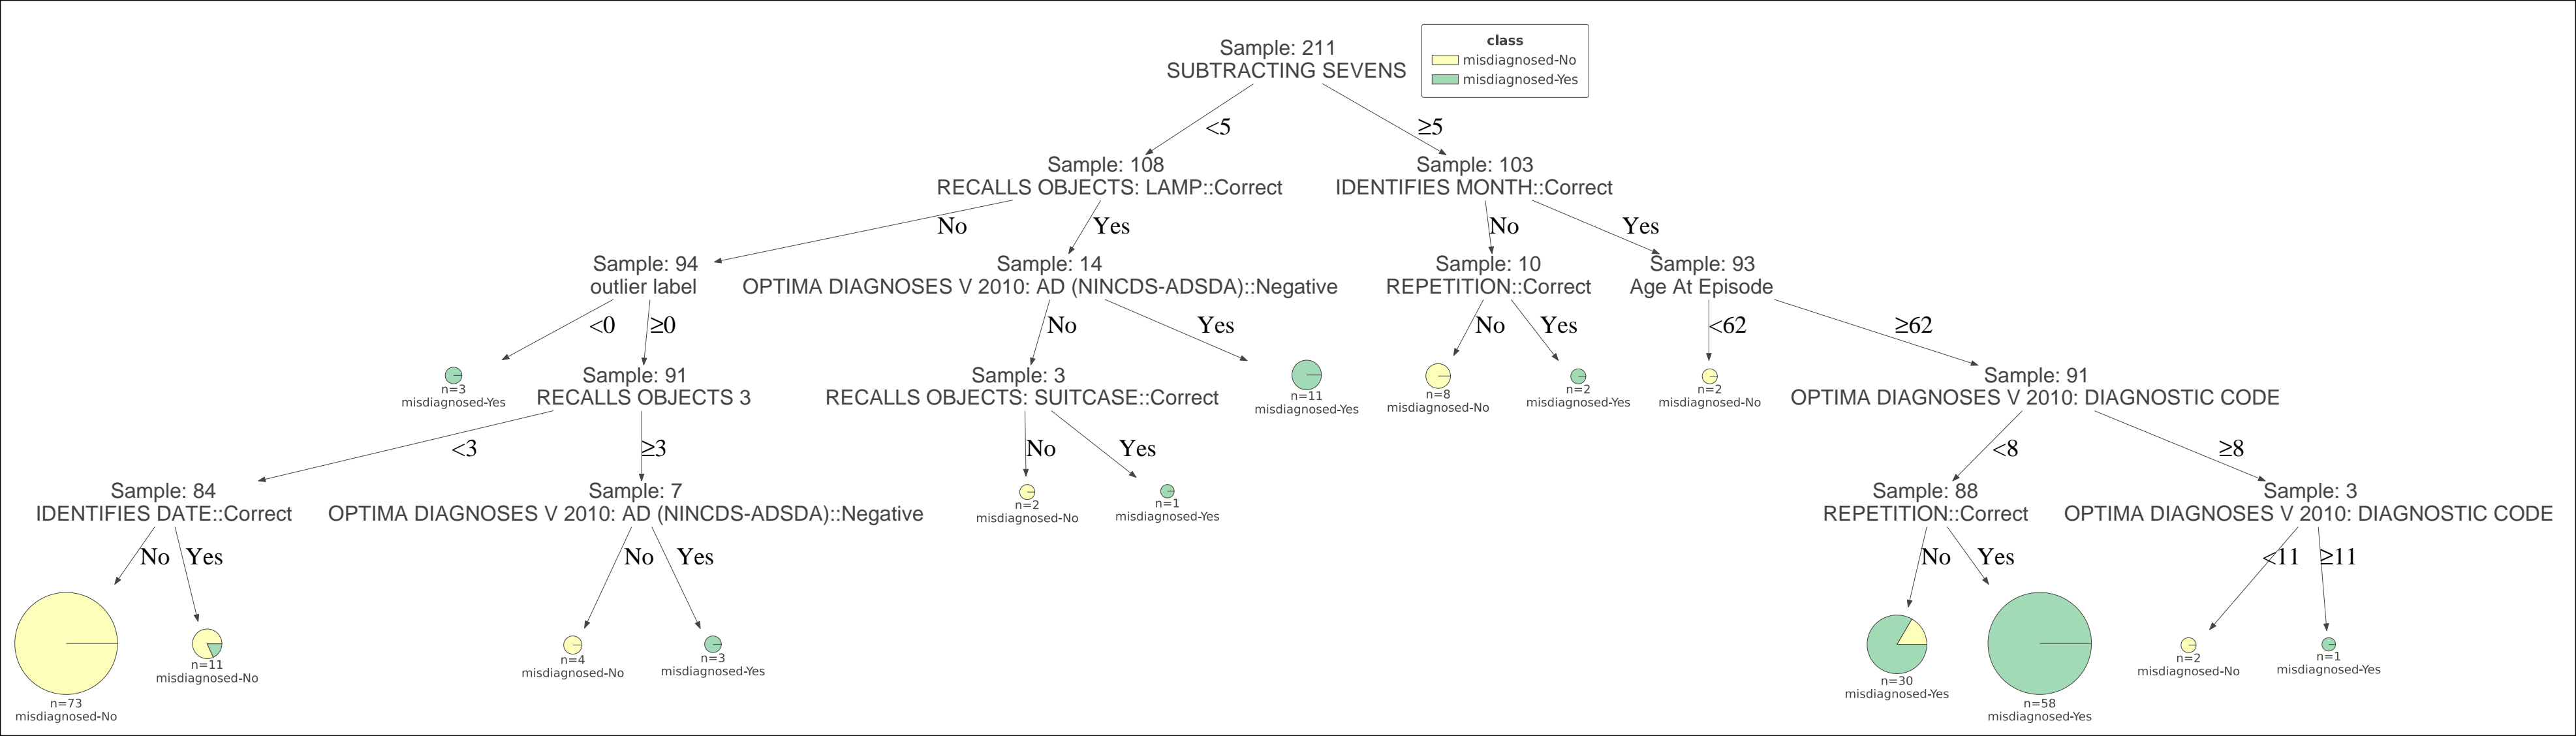 Sample: 211
SUBTRACTING SEVENS
class
misdiagnosed-No
misdiagnosed-Yes
<5
≥5
Sample: 108
RECALLS OBJECTS: LAMP::Correct
Sample: 103
IDENTIFIES MONTH::Correct
No
Yes
No
Yes
Sample: 94
outlier label
Sample: 14
OPTIMA DIAGNOSES V 2010: AD (NINCDS-ADSDA)::Negative
Sample: 10
REPETITION::Correct
Sample: 93
Age At Episode
<0
≥0
No
Yes
No
Yes
<62
≥62
n=3
misdiagnosed-Yes
Sample: 91
RECALLS OBJECTS 3
Sample: 3
RECALLS OBJECTS: SUITCASE::Correct
n=11
misdiagnosed-Yes
n=8
misdiagnosed-No
n=2
misdiagnosed-Yes
n=2
misdiagnosed-No
Sample: 91
OPTIMA DIAGNOSES V 2010: DIAGNOSTIC CODE
<3
≥3
No
Yes
<8
≥8
Sample: 84
IDENTIFIES DATE::Correct
Sample: 7
OPTIMA DIAGNOSES V 2010: AD (NINCDS-ADSDA)::Negative
n=2
misdiagnosed-No
n=1
misdiagnosed-Yes
Sample: 88
REPETITION::Correct
Sample: 3
OPTIMA DIAGNOSES V 2010: DIAGNOSTIC CODE
No
Yes
No
Yes
No
Yes
<11
≥11
n=73
misdiagnosed-No
n=11
misdiagnosed-No
n=4
misdiagnosed-No
n=3
misdiagnosed-Yes
n=30
misdiagnosed-Yes
n=58
misdiagnosed-Yes
n=2
misdiagnosed-No
n=1
misdiagnosed-Yes